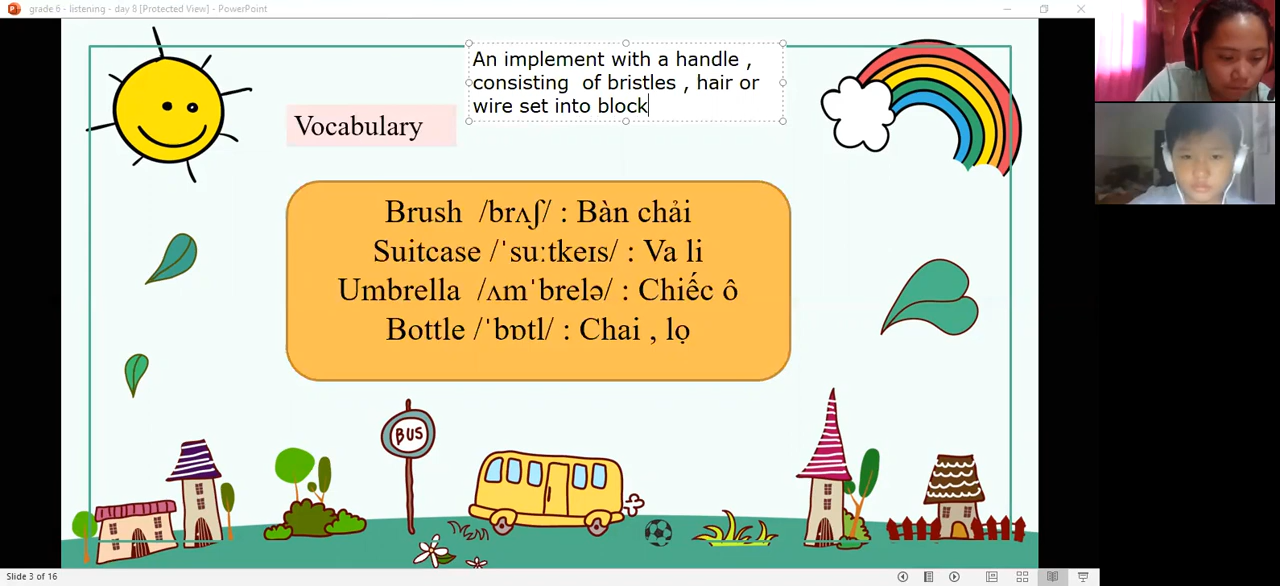 grade 6 - listening - day 8 [Protected View] - PowerPoint
An implement with a handle ,
consisting of bristles , hair or
wire set into block
Vocabulary
Brush /brʌʃ/ : Bàn chải
Suitcase /ˈsuːtkeɪs/ : Va li
Umbrella /ʌmˈbrelə/ : Chiếc ô
Bottle /ˈbɒtl/ : Chai , lọ
BUS
Slide 3 of 16